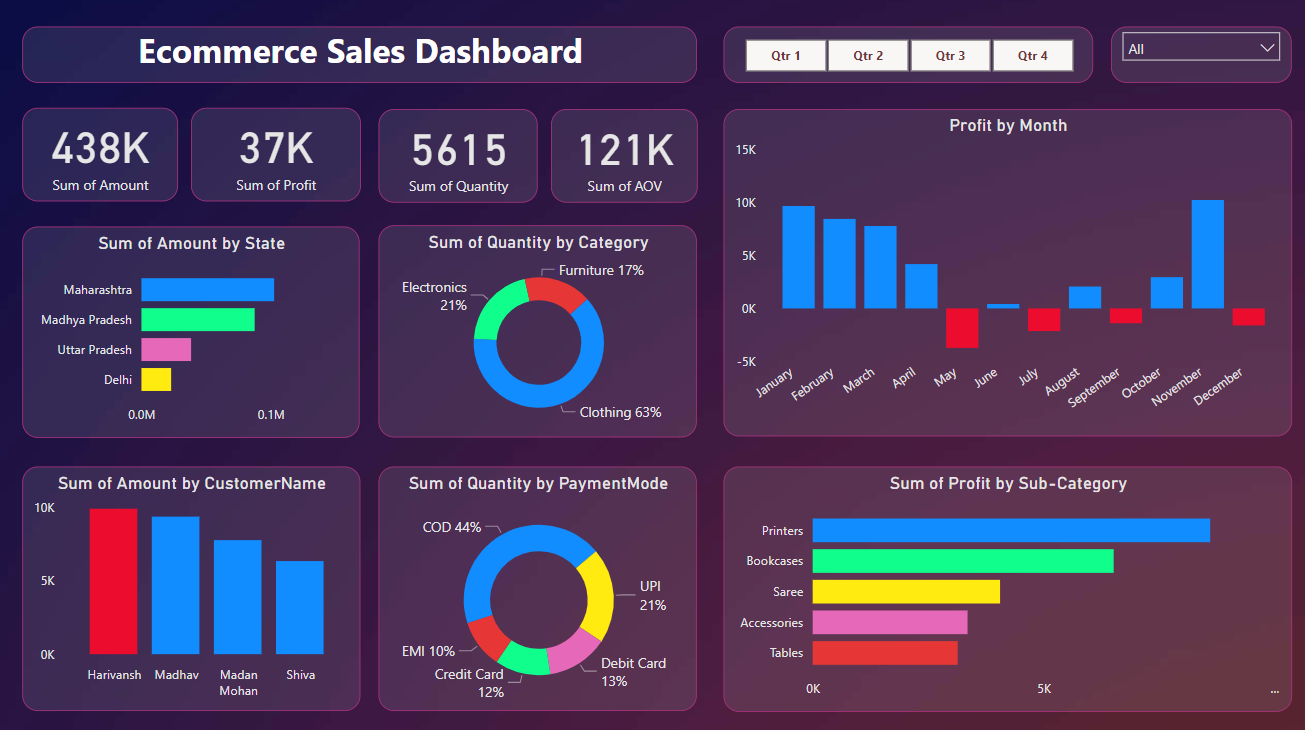 Ecommerce Sales Dashboard
Qtr 1
Qtr 2
Qtr 3
Qtr 4
All
438K
Sum of Amount
37K
Sum of Profit
5615
Sum of Quantity
121K
Sum of AOV
Profit by Month
15K
10K
5K
0K
-5K
January
February
March
April
May
June
July
August
September
October
November
December
Sum of Amount by State
Maharashtra
Madhya Pradesh
Uttar Pradesh
Delhi
0.0M
0.1M
Sum of Quantity by Category
Furniture 17%
Electronics
21%
Clothing 63%
Sum of Amount by CustomerName
10K
5K
0K
Harivansh
Madhav
Madan
Mohan
Shiva
Sum of Quantity by PaymentMode
COD 44%
UPI
21%
EMI 10%
Credit Card
12%
Debit Card
13%
Sum of Profit by Sub-Category
Printers
Bookcases
Saree
Accessories
Tables
0K
5K
...